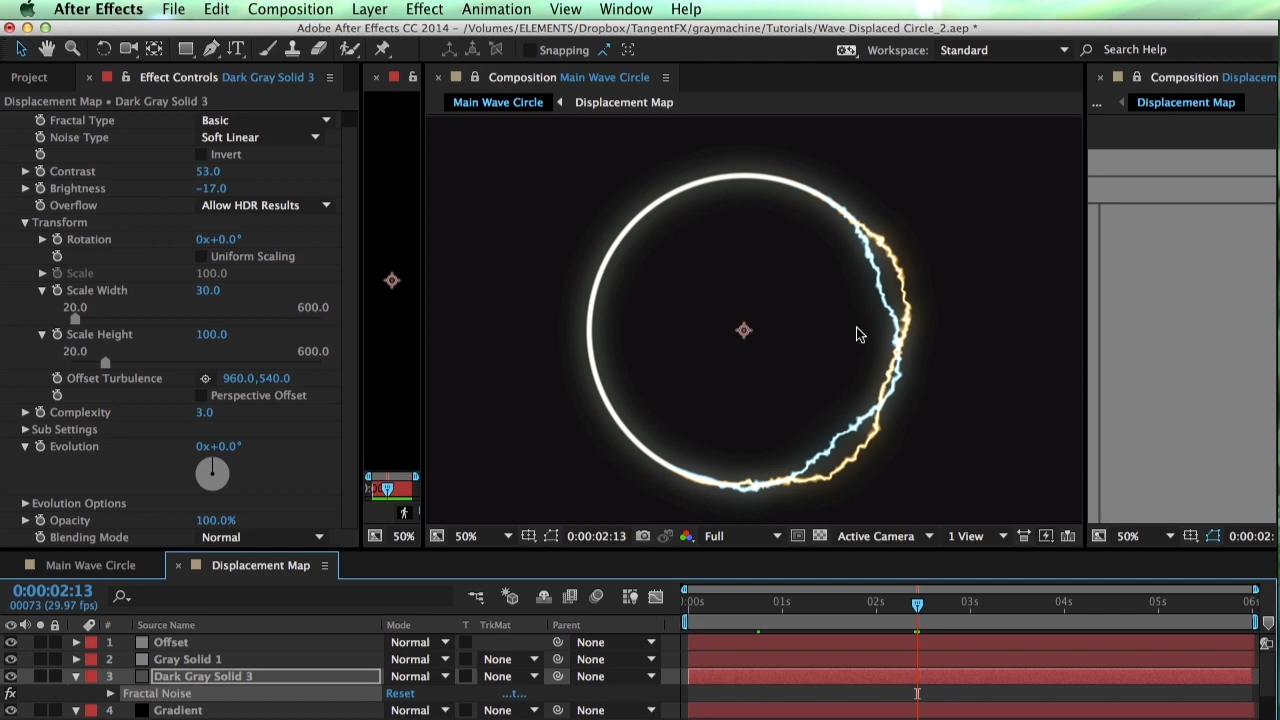 After Effects File Edit Composition Layer Effect Animation View Window Help
Adobe After Effects CC 2014 - /Volumes/ELEMENTS/Dropbox/TangentFX/graymachine/Tutorials/Wave Displaced Circle_2.aep *
Snapping Workspace: Standard Search Help
Project Effect Controls Dark Gray Solid 3 Composition Main Wave Circle Composition Displacem
Displacement Map • Dark Gray Solid 3 Main Wave Circle Displacement Map ... Displacement Map
Fractal Type Basic
Noise Type Soft Linear
Invert
Contrast 53.0
Brightness -17.0
Overflow Allow HDR Results
Transform
Rotation 0x+0.0°
Uniform Scaling
Scale 100.0
Scale Width 30.0
20.0 600.0
Scale Height 100.0
20.0 600.0
Offset Turbulence 960.0,540.0
Perspective Offset
Complexity 3.0
Sub Settings
Evolution 0x+0.0°
Evolution Options
Opacity 100.0%
Blending Mode Normal
50% 50% 0:00:02:13 Full Active Camera 1 View 50% 0:00:02:
Main Wave Circle Displacement Map
0:00:02:13
00073 (29.97 fps)
:00s 01s 02s 03s 04s 05s 06s
# Source Name Mode T TrkMat Parent
1 Offset Normal None
2 Gray Solid 1 Normal None None
3 Dark Gray Solid 3 Normal None None
fx Fractal Noise Reset ...t...
4 Gradient Normal None None